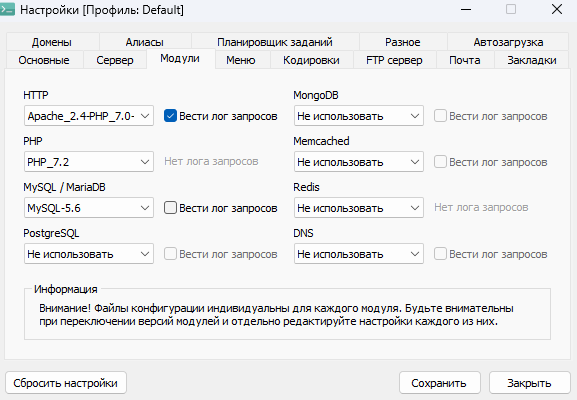 Настройки [Профиль: Default]
Домены Алиасы Планировщик заданий Разное Автозагрузка
Основные Сервер Модули Меню Кодировки FTP сервер Почта Закладки
HTTP MongoDB
Apache_2.4-PHP_7.0- Вести лог запросов Не использовать Вести лог запросов
PHP Memcached
PHP_7.2 Нет лога запросов Не использовать Вести лог запросов
MySQL / MariaDB Redis
MySQL-5.6 Вести лог запросов Не использовать Нет лога запросов
PostgreSQL DNS
Не использовать Вести лог запросов Не использовать Вести лог запросов
Информация
Внимание! Файлы конфигурации индивидуальны для каждого модуля. Будьте внимательны
при переключении версий модулей и отдельно редактируйте настройки каждого из них.
Сбросить настройки Сохранить Закрыть